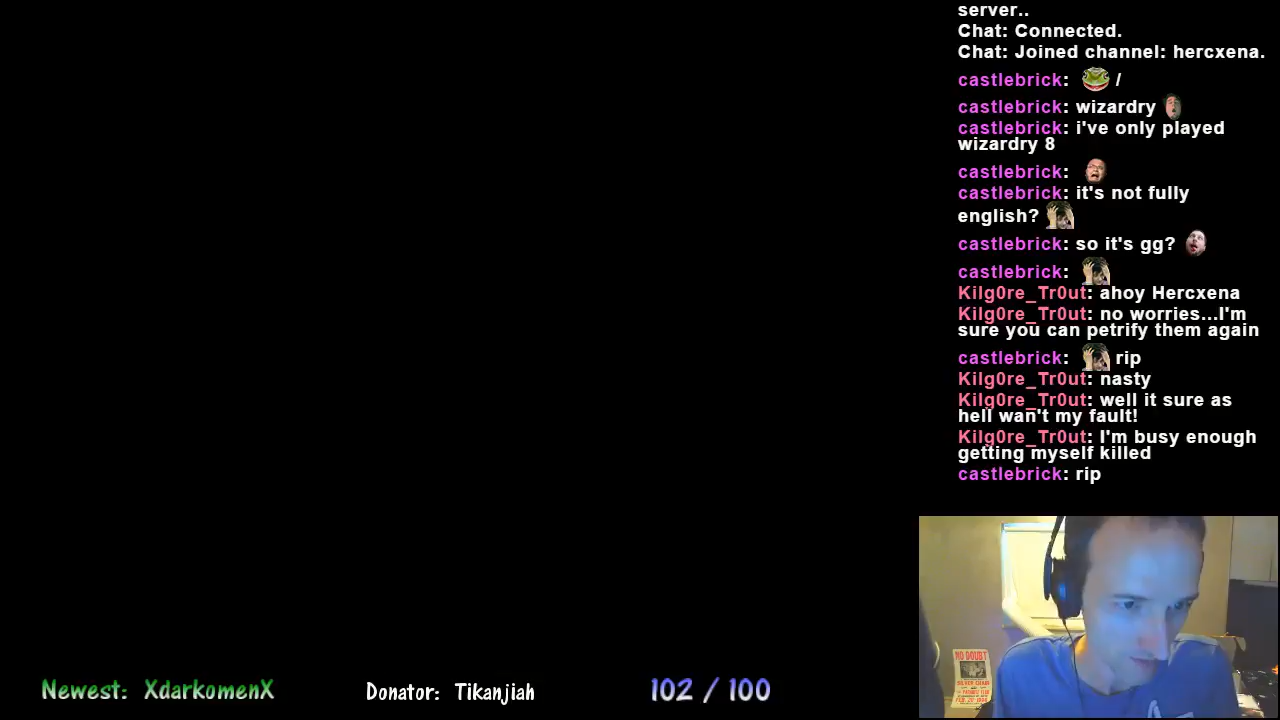 server..
Chat: Connected.
Chat: Joined channel: hercxena.
castlebrick: /
castlebrick: wizardry
castlebrick: i've only played
wizardry 8
castlebrick:
castlebrick: it's not fully
english?
castlebrick: so it's gg?
castlebrick:
Kilg0re_Tr0ut: ahoy Hercxena
Kilg0re_Tr0ut: no worries...I'm
sure you can petrify them again
castlebrick: rip
Kilg0re_Tr0ut: nasty
Kilg0re_Tr0ut: well it sure as
hell wan't my fault!
Kilg0re_Tr0ut: I'm busy enough
getting myself killed
castlebrick: rip
NO DOUBT
Newest: XdarkomenX
Donator: Tikanjiah
102 / 100